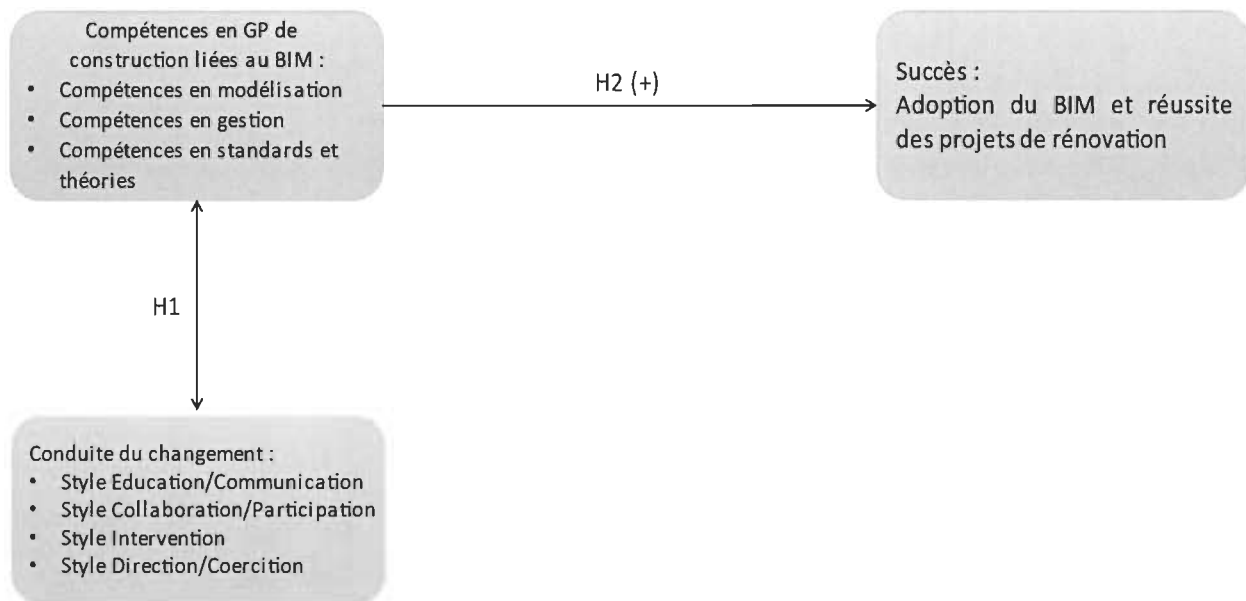 Compétences en GP de
construction liées au BIM :
• Compétences en modélisation
• Compétences en gestion
• Compétences en standards et
théories
H2 (+)
Succès :
Adoption du BIM et réussite
des projets de rénovation
H1
Conduite du changement :
• Style Education/Communication
• Style Collaboration/Participation
• Style Intervention
• Style Direction/Coercition